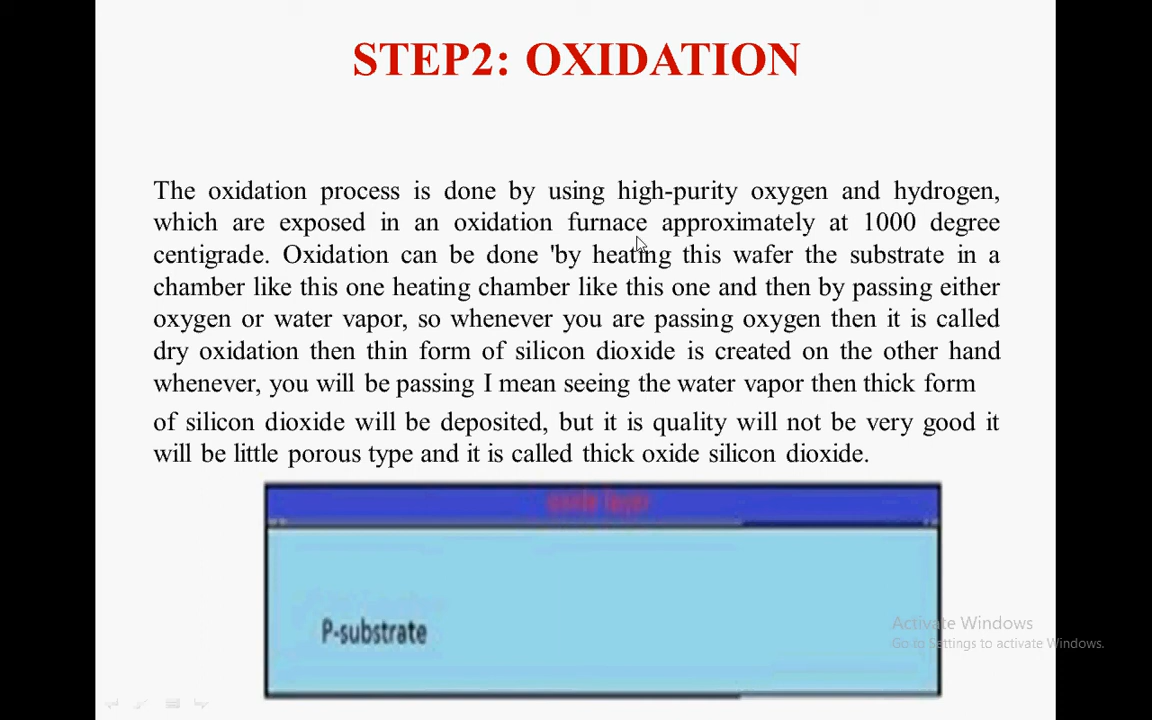 STEP2: OXIDATION
The oxidation process is done by using high-purity oxygen and hydrogen,
which are exposed in an oxidation furnace approximately at 1000 degree
centigrade. Oxidation can be done 'by heating this wafer the substrate in a
chamber like this one heating chamber like this one and then by passing either
oxygen or water vapor, so whenever you are passing oxygen then it is called
dry oxidation then thin form of silicon dioxide is created on the other hand
whenever, you will be passing I mean seeing the water vapor then thick form
of silicon dioxide will be deposited, but it is quality will not be very good it
will be little porous type and it is called thick oxide silicon dioxide.
oxide layer
P-substrate
Activate Windows
Go to Settings to activate Windows.